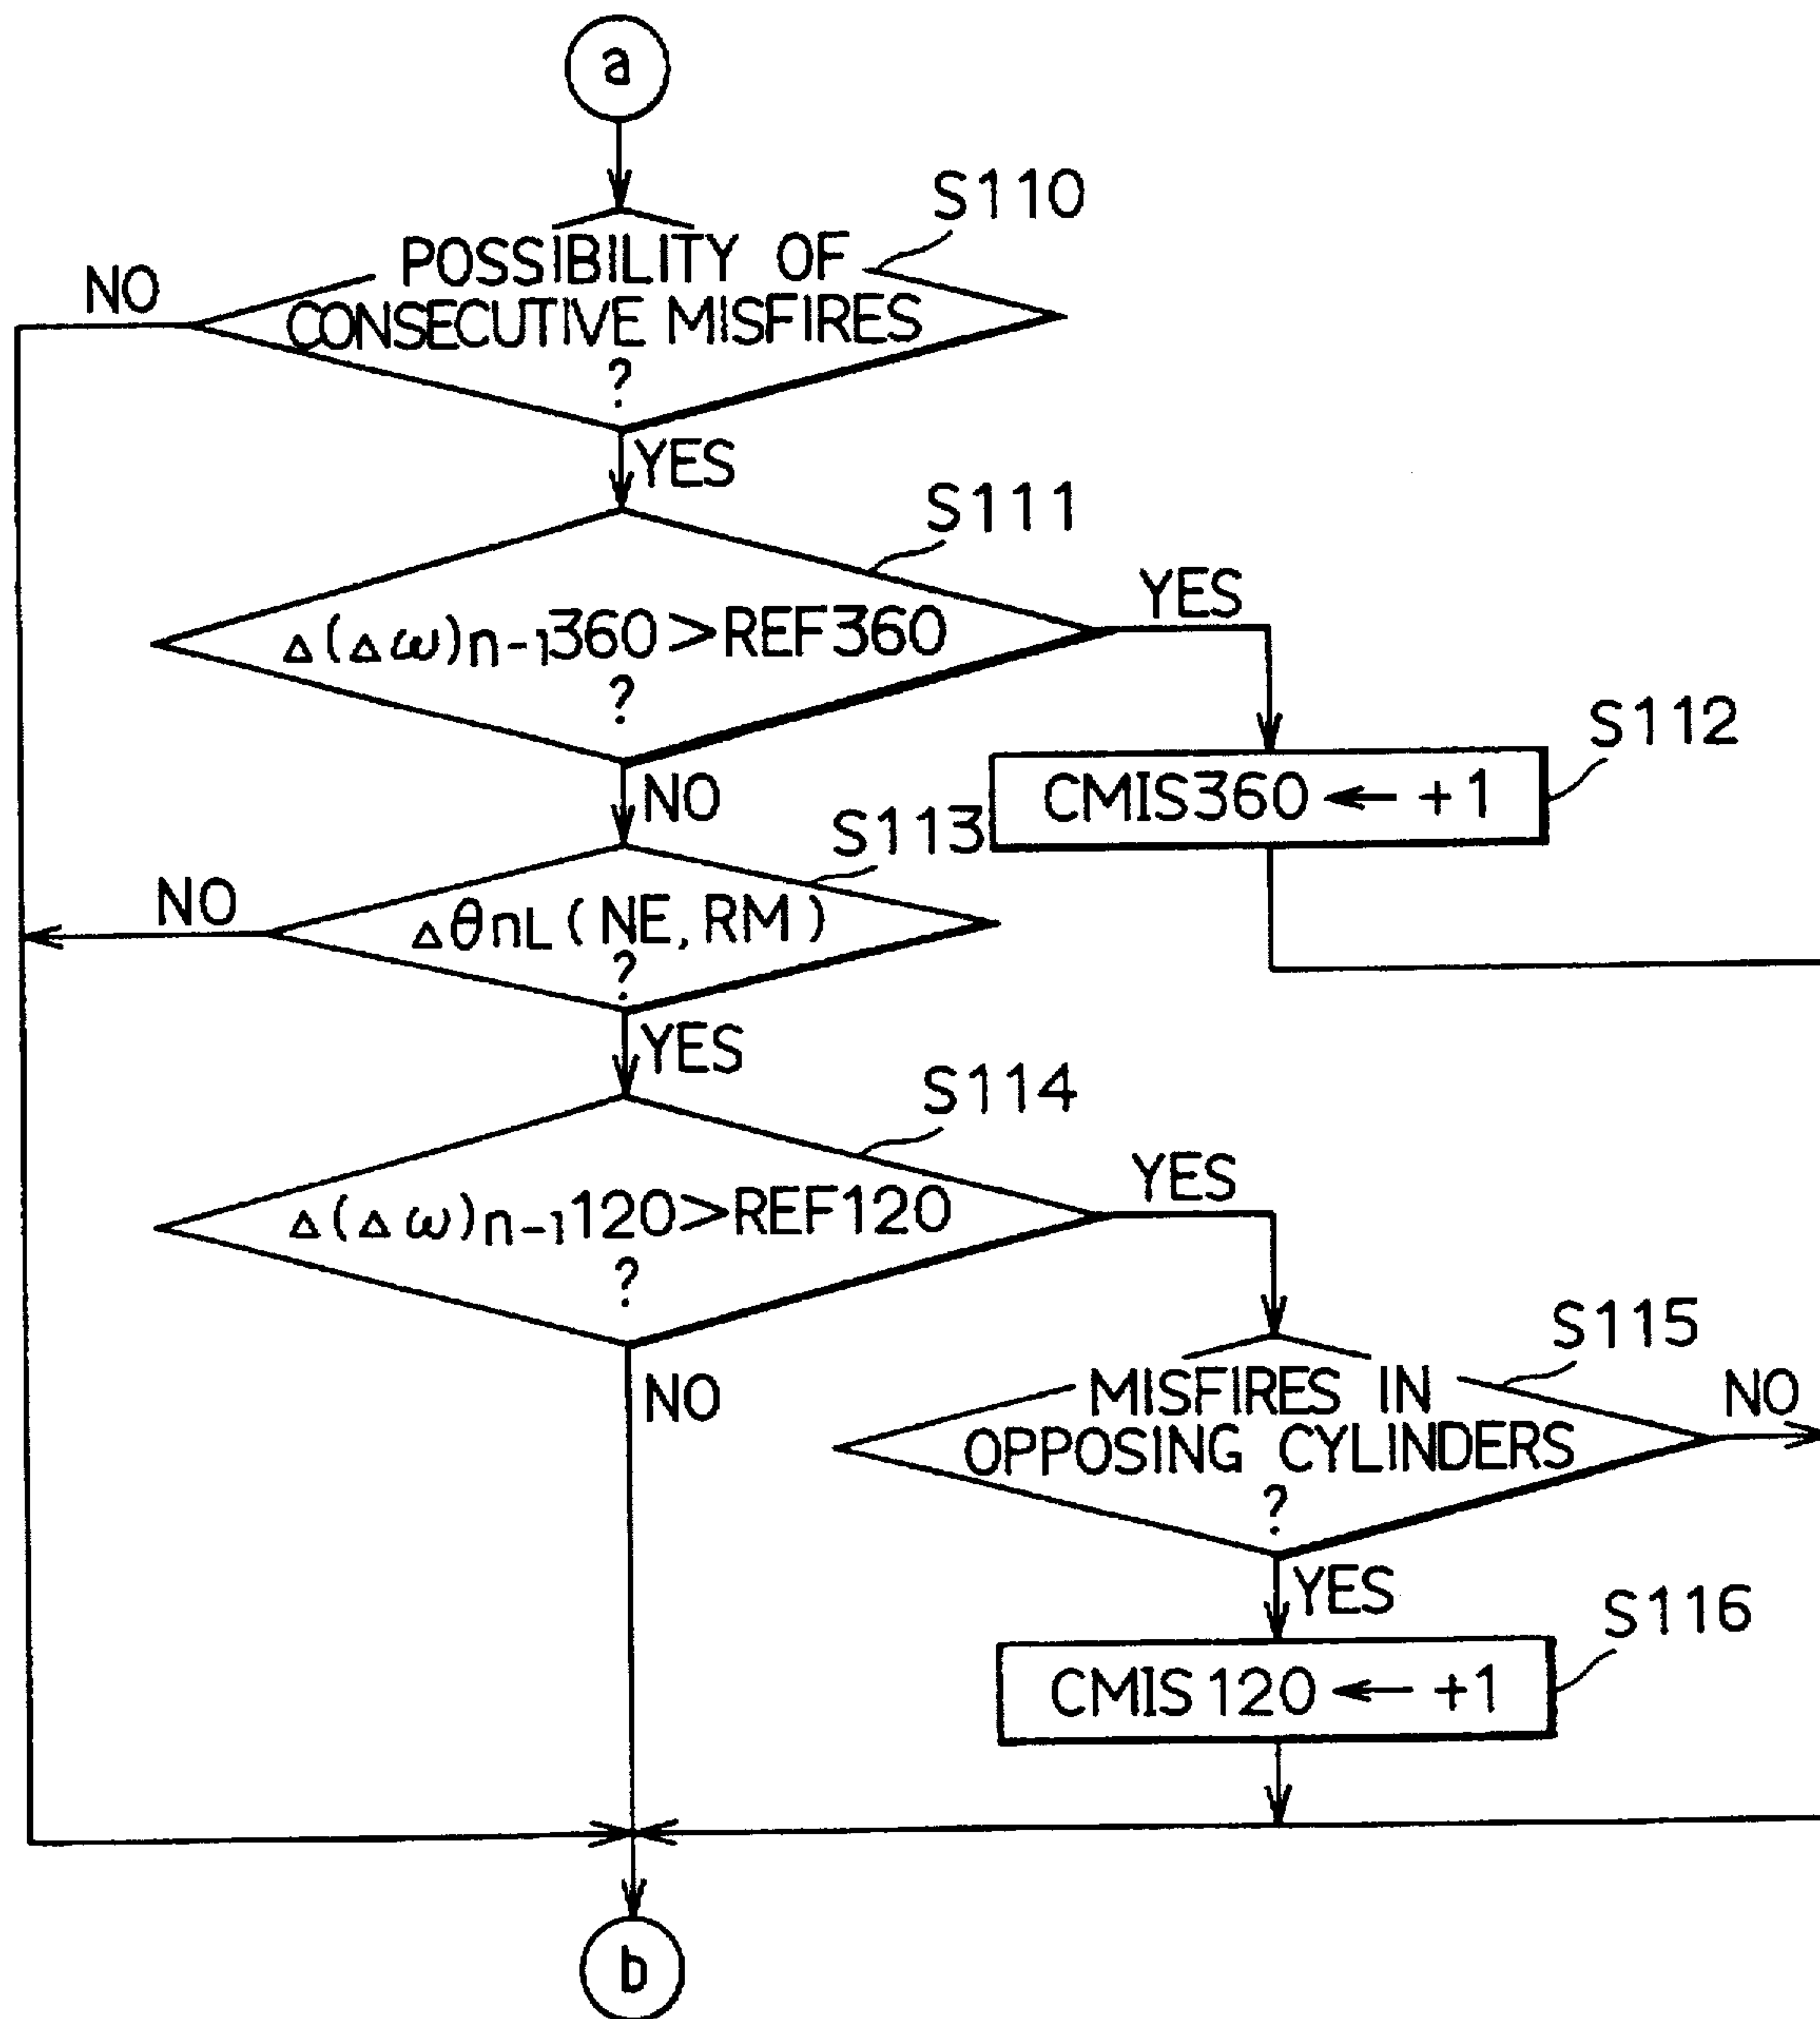 a
S110
POSSIBILITY OF
CONSECUTIVE MISFIRES
?
NO
YES
S111
Δ(Δω)n-1360>REF360
?
YES
S112
CMIS360 ← +1
NO
S113
ΔθnL(NE,RM)
?
NO
YES
S114
Δ(Δω)n-1120>REF120
?
YES
S115
MISFIRES IN
OPPOSING CYLINDERS
?
NO
NO
YES
S116
CMIS120 ← +1
b